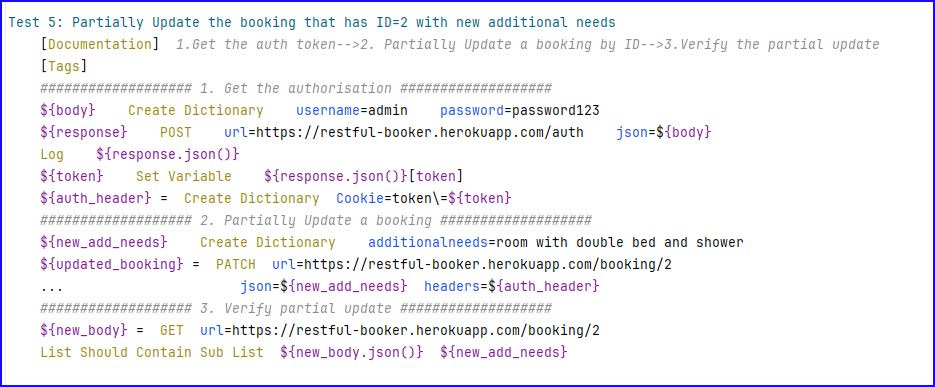 Test 5: Partially Update the booking that has ID=2 with new additional needs
[Documentation]  1.Get the auth token-->2. Partially Update a booking by ID-->3.Verify the partial update
[Tags]
################### 1. Get the authorisation ###################
${body}    Create Dictionary    username=admin    password=password123
${response}    POST    url=https://restful-booker.herokuapp.com/auth    json=${body}
Log    ${response.json()}
${token}    Set Variable    ${response.json()}[token]
${auth_header} =  Create Dictionary  Cookie=token\=${token}
################### 2. Partially Update a booking ###################
${new_add_needs}    Create Dictionary    additionalneeds=room with double bed and shower
${updated_booking} =  PATCH  url=https://restful-booker.herokuapp.com/booking/2
...                      json=${new_add_needs}  headers=${auth_header}
################### 3. Verify partial update ###################
${new_body} =  GET  url=https://restful-booker.herokuapp.com/booking/2
List Should Contain Sub List  ${new_body.json()}  ${new_add_needs}